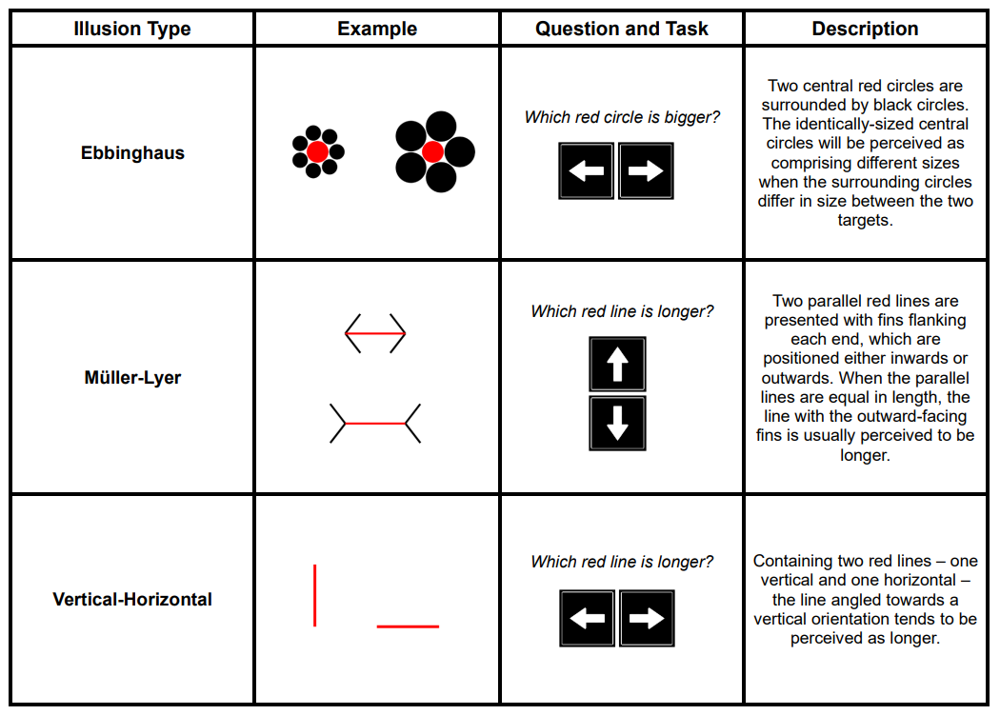 Illusion Type
Example
Question and Task
Description
Ebbinghaus
Which red circle is bigger?
Two central red circles are
surrounded by black circles.
The identically-sized central
circles will be perceived as
comprising different sizes
when the surrounding circles
differ in size between the two
targets.
Müller-Lyer
Which red line is longer?
Two parallel red lines are
presented with fins flanking
each end, which are
positioned either inwards or
outwards. When the parallel
lines are equal in length, the
line with the outward-facing
fins is usually perceived to be
longer.
Vertical-Horizontal
Which red line is longer?
Containing two red lines – one
vertical and one horizontal –
the line angled towards a
vertical orientation tends to be
perceived as longer.